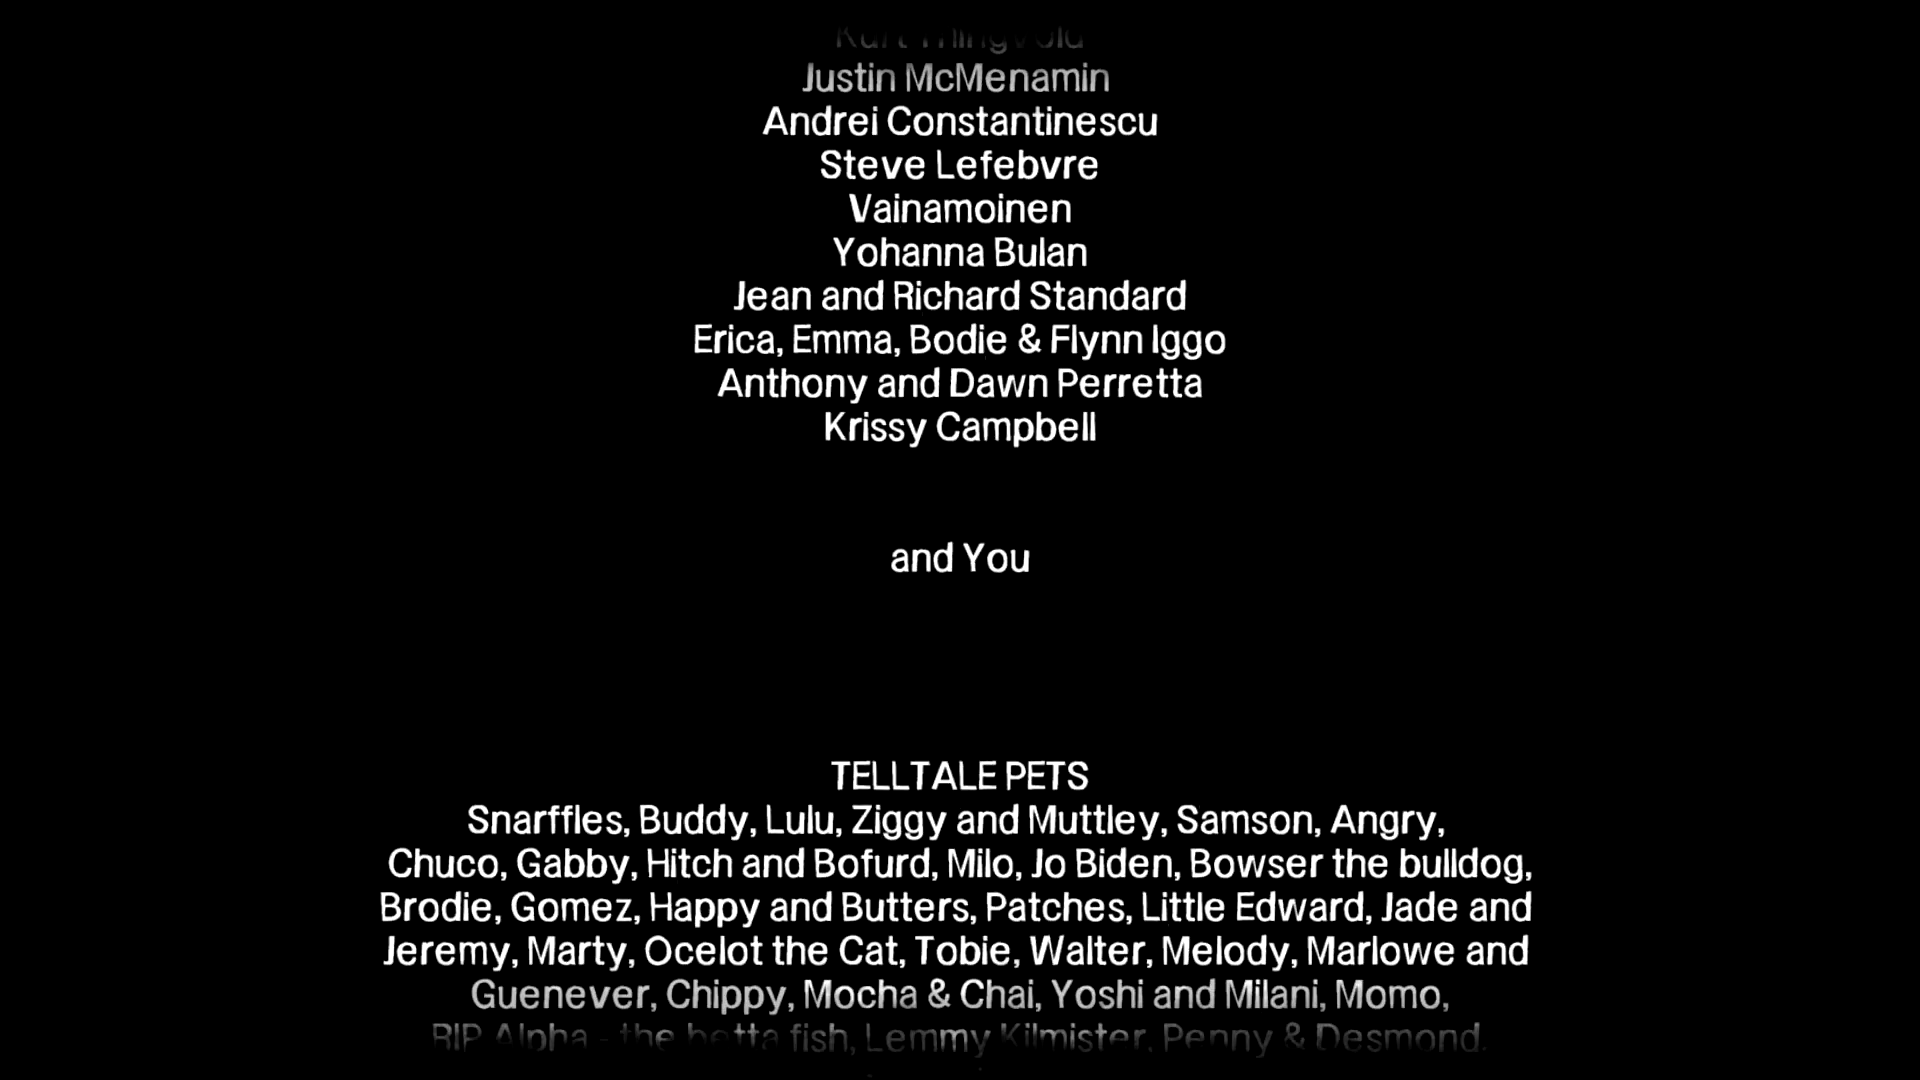 Justin McMenamin
Andrei Constantinescu
Steve Lefebvre
Vainamoinen
Yohanna Bulan
Jean and Richard Standard
Erica, Emma, Bodie & Flynn Iggo
Anthony and Dawn Perretta
Krissy Campbell
and You
TELLTALE PETS
Snarffles, Buddy, Lulu, Ziggy and Muttley, Samson, Angry,
Chuco, Gabby, Hitch and Bofurd, Milo, Jo Biden, Bowser the bulldog,
Brodie, Gomez, Happy and Butters, Patches, Little Edward, Jade and
Jeremy, Marty, Ocelot the Cat, Tobie, Walter, Melody, Marlowe and
Guenever, Chippy, Mocha & Chai, Yoshi and Milani, Momo,
RIP Alpha - the betta fish, Lemmy Kilmister, Penny & Desmond,